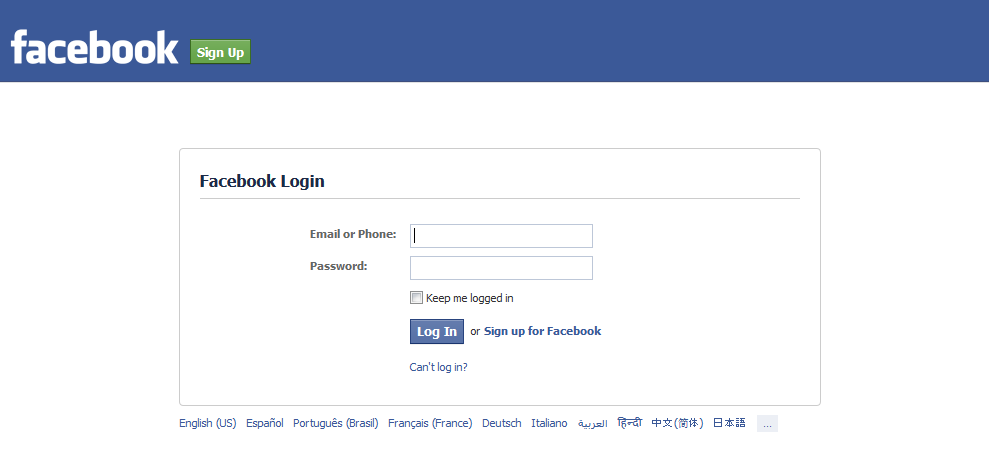 facebook Sign Up
Facebook Login
Email or Phone:
Password:
Keep me logged in
Log In or Sign up for Facebook
Can't log in?
English (US) Español Português (Brasil) Français (France) Deutsch Italiano العربية हिन्दी 中文(简体) 日本語 ...